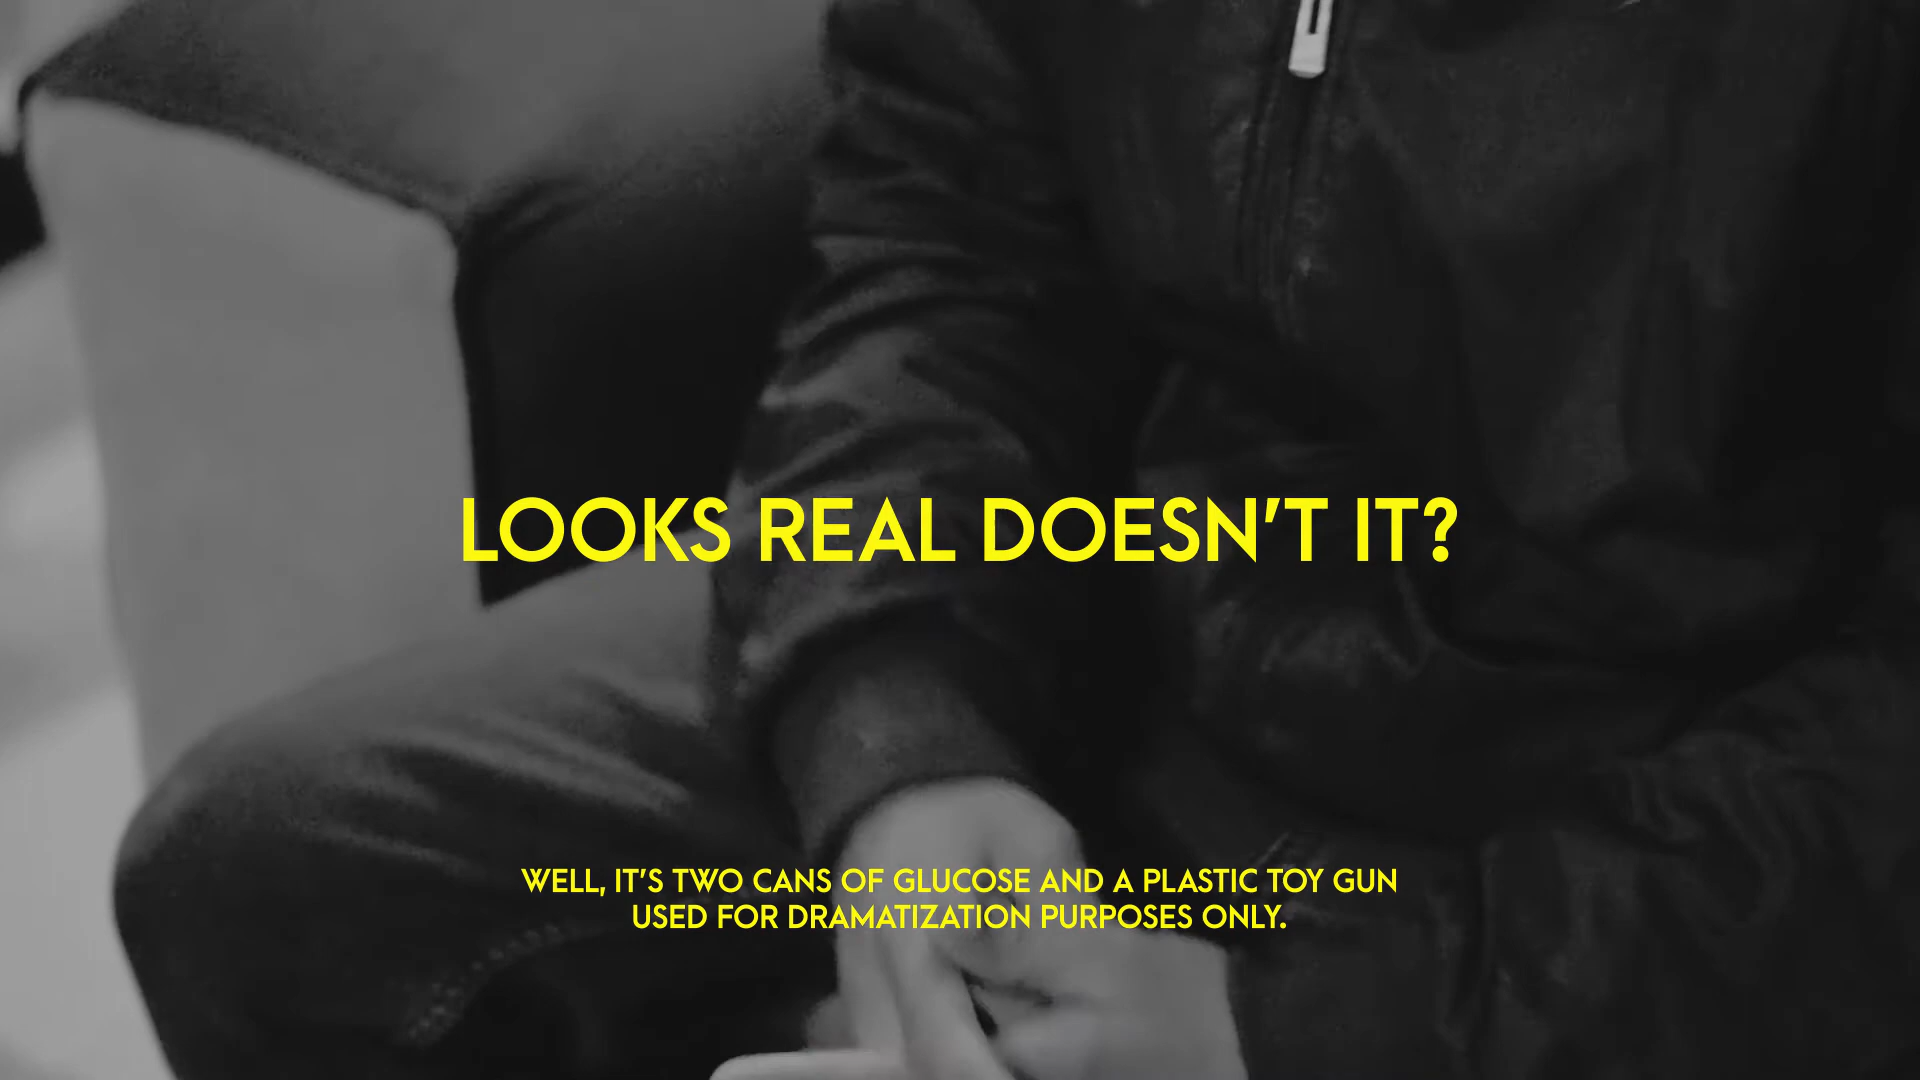 LOOKS REAL DOESN'T IT?
WELL, IT'S TWO CANS OF GLUCOSE AND A PLASTIC TOY GUN
USED FOR DRAMATIZATION PURPOSES ONLY.